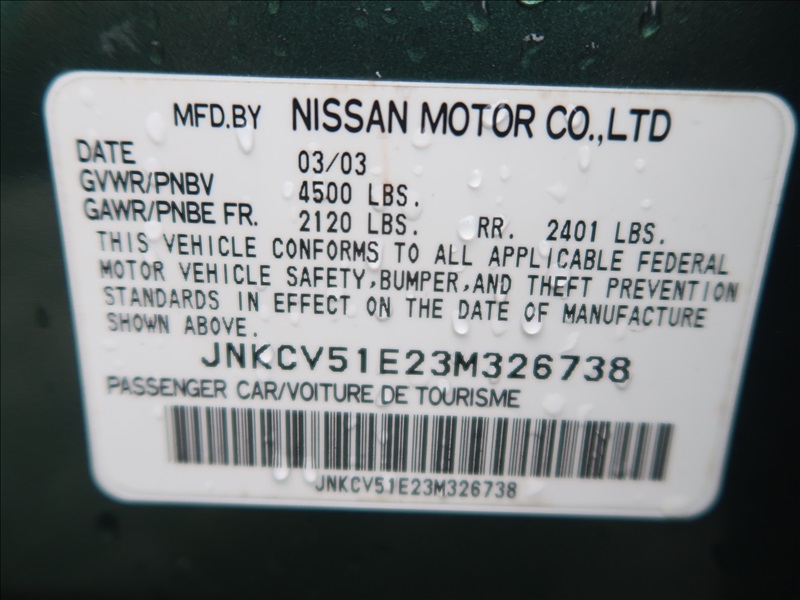 MFD.BY NISSAN MOTOR CO.,LTD
DATE 03/03
GVWR/PNBV 4500 LBS.
GAWR/PNBE FR. 2120 LBS. RR. 2401 LBS.
THIS VEHICLE CONFORMS TO ALL APPLICABLE FEDERAL
MOTOR VEHICLE SAFETY,BUMPER,AND THEFT PREVENTION
STANDARDS IN EFFECT ON THE DATE OF MANUFACTURE
SHOWN ABOVE.
JNKCV51E23M326738
PASSENGER CAR/VOITURE DE TOURISME
JNKCV51E23M326738